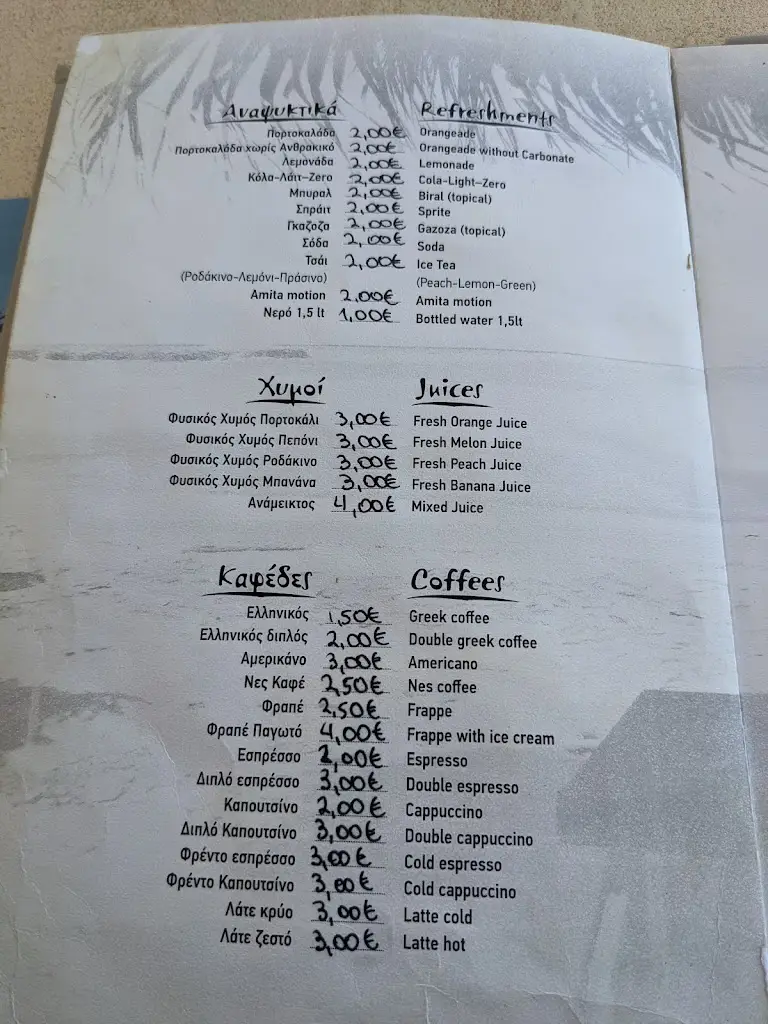 Αναψυκτικά Refreshments
Πορτοκαλάδα 2,00€ Orangeade
Πορτοκαλάδα χωρίς Ανθρακικό 2,00€ Orangeade without Carbonate
Λεμονάδα 2,00€ Lemonade
Κόλα-Λάιτ-Zero 2,00€ Cola-Light-Zero
Μπυραλ 2,00€ Biral (topical)
Σπράιτ 2,00€ Sprite
Γκαζοζα 2,00€ Gazoza (topical)
Σόδα 2,00€ Soda
Τσάι 2,00€ Ice Tea
(Ροδάκινο-Λεμόνι-Πράσινο) (Peach-Lemon-Green)
Amita motion 2.00€ Amita motion
Νερό 1,5 lt 1,00€ Bottled water 1,5lt
Χυμοί Juices
Φυσικός Χυμός Πορτοκάλι 3,00€ Fresh Orange Juice
Φυσικός Χυμός Πεπόνι 3,00€ Fresh Melon Juice
Φυσικός Χυμός Ροδάκινο 3,00€ Fresh Peach Juice
Φυσικός Χυμός Μπανάνα 3,00€ Fresh Banana Juice
Ανάμεικτος 4,00€ Mixed Juice
Καφέδες Coffees
Ελληνικός 1,50€ Greek coffee
Ελληνικός διπλός 2,00€ Double greek coffee
Αμερικάνο 3,00€ Americano
Νες Καφέ 2,50€ Nes coffee
Φραπέ 2,50€ Frappe
Φραπέ Παγωτό 4,00€ Frappe with ice cream
Εσπρέσσο 2,00€ Espresso
Διπλό εσπρέσσο 3,00€ Double espresso
Καπουτσίνο 2,00€ Cappuccino
Διπλό Καπουτσίνο 3,00€ Double cappuccino
Φρέντο εσπρέσσο 3,00€ Cold espresso
Φρέντο Καπουτσίνο 3,00€ Cold cappuccino
Λάτε κρύο 3,00€ Latte cold
Λάτε ζεστό 3,00€ Latte hot